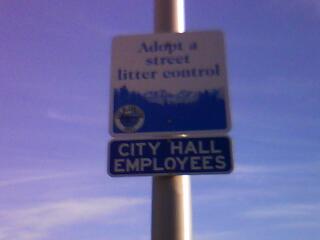 Adopt a
street
litter control
CITY HALL
EMPLOYEES